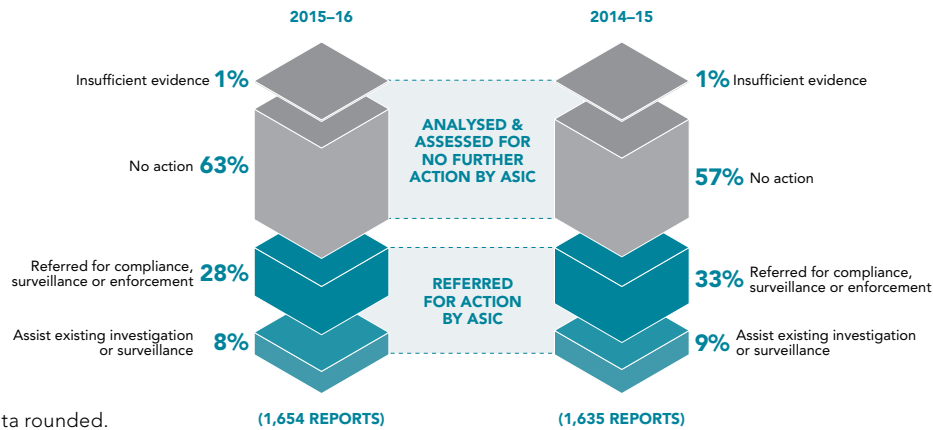 2015–16
2014–15
Insufficient evidence 1%
1% Insufficient evidence
ANALYSED &
ASSESSED FOR
NO FURTHER
ACTION BY ASIC
No action 63%
57% No action
Referred for compliance,
surveillance or enforcement 28%
REFERRED
FOR ACTION
BY ASIC
33% Referred for compliance,
surveillance or enforcement
Assist existing investigation
or surveillance 8%
9% Assist existing investigation
or surveillance
ta rounded.
(1,654 REPORTS)
(1,635 REPORTS)